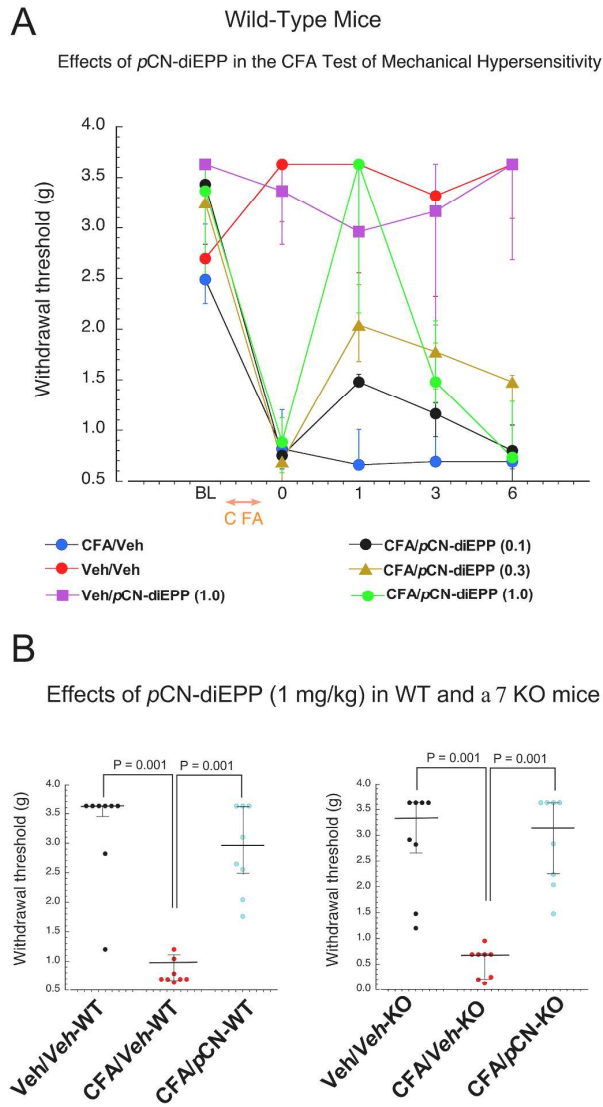 A
Wild-Type Mice
Effects of pCN-diEPP in the CFA Test of Mechanical Hypersensitivity
Withdrawal threshold (g)
4.0
3.5
3.0
2.5
2.0
1.5
1.0
0.5
BL 0 1 3 6
C FA
CFA/Veh
Veh/Veh
Veh/pCN-diEPP (1.0)
CFA/pCN-diEPP (0.1)
CFA/pCN-diEPP (0.3)
CFA/pCN-diEPP (1.0)
B
Effects of pCN-diEPP (1 mg/kg) in WT and a 7 KO mice
P = 0.001 P = 0.001
Withdrawal threshold (g)
4.0
3.5
3.0
2.5
2.0
1.5
1.0
0.5
Veh/Veh-WT
CFA/Veh-WT
CFA/pCN-WT
P = 0.001 P = 0.001
Withdrawal threshold (g)
4.0
3.5
3.0
2.5
2.0
1.5
1.0
0.5
0.0
Veh/Veh-KO
CFA/Veh-KO
CFA/pCN-KO